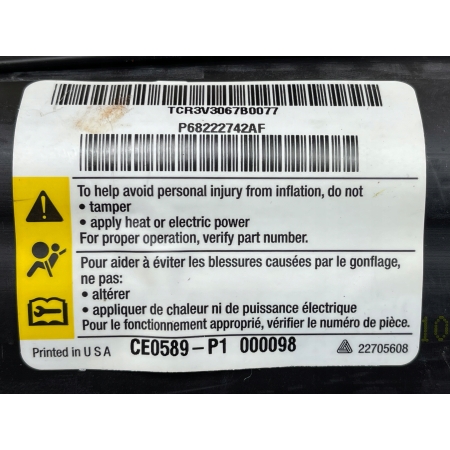 TCR3V3067B0077
P68222742AF
To help avoid personal injury from inflation, do not
• tamper
• apply heat or electric power
For proper operation, verify part number.
Pour aider à éviter les blessures causées par le gonflage,
ne pas:
• altérer
• appliquer de chaleur ni de puissance électrique
Pour le fonctionnement approprié, vérifier le numéro de pièce.
Printed in U S A CE0589-P1 000098 22705608
10